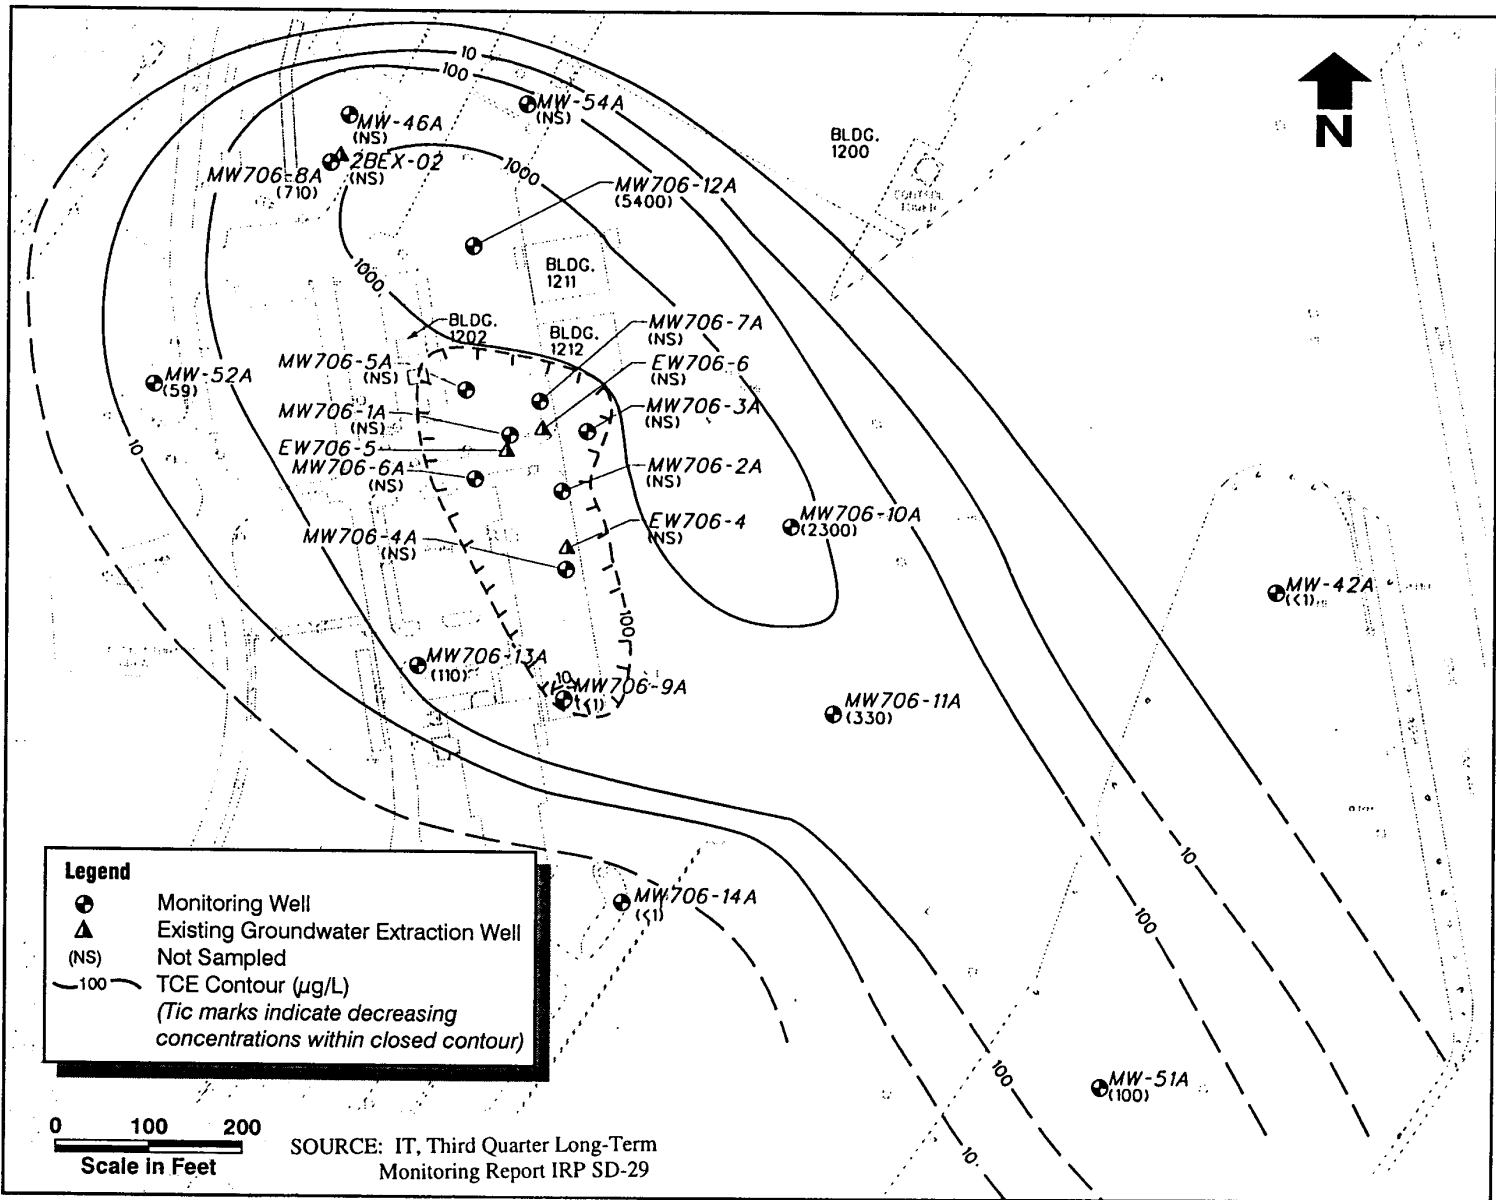 10
100
MW-54A
(NS)
MW-46A
(NS)
N
BLDG.
1200
2BEX-02
(NS)
MW706-8A
(710)
1000
MW706-12A
(5400)
CONTROL
TOWER
1000
BLDG.
1211
BLDG.
1202
BLDG.
1212
MW706-7A
(NS)
MW706-5A
(NS)
EW706-6
(NS)
MW-52A
(59)
MW706-1A
(NS)
MW706-3A
(NS)
10
EW706-5
MW706-6A
(NS)
MW706-2A
(NS)
MW706-10A
(2300)
MW706-4A
(NS)
EW706-4
(NS)
MW-42A
(<1)
100
MW706-13A
(110)
10
MW706-9A
(<1)
MW706-11A
(330)
10
100
MW706-14A
(<1)
Legend
Monitoring Well
Existing Groundwater Extraction Well
(NS) Not Sampled
100 TCE Contour (µg/L)
(Tic marks indicate decreasing
concentrations within closed contour)
100
MW-51A
(100)
10
0 100 200
Scale in Feet
SOURCE: IT, Third Quarter Long-Term
Monitoring Report IRP SD-29